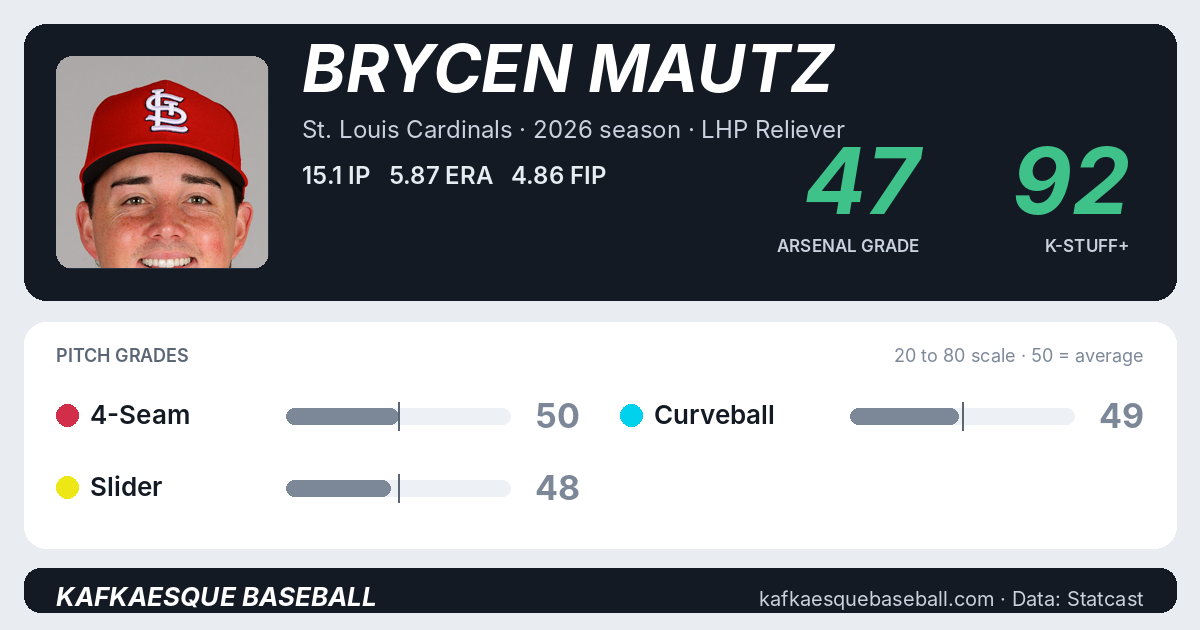 BRYCEN MAUTZ
St. Louis Cardinals · 2026 season · LHP Reliever
15.1 IP 5.87 ERA 4.86 FIP
47 92
ARSENAL GRADE K-STUFF+
PITCH GRADES 20 to 80 scale · 50 = average
4-Seam 50 Curveball 49
Slider 48
KAFKAESQUE BASEBALL kafkaesquebaseball.com · Data: Statcast